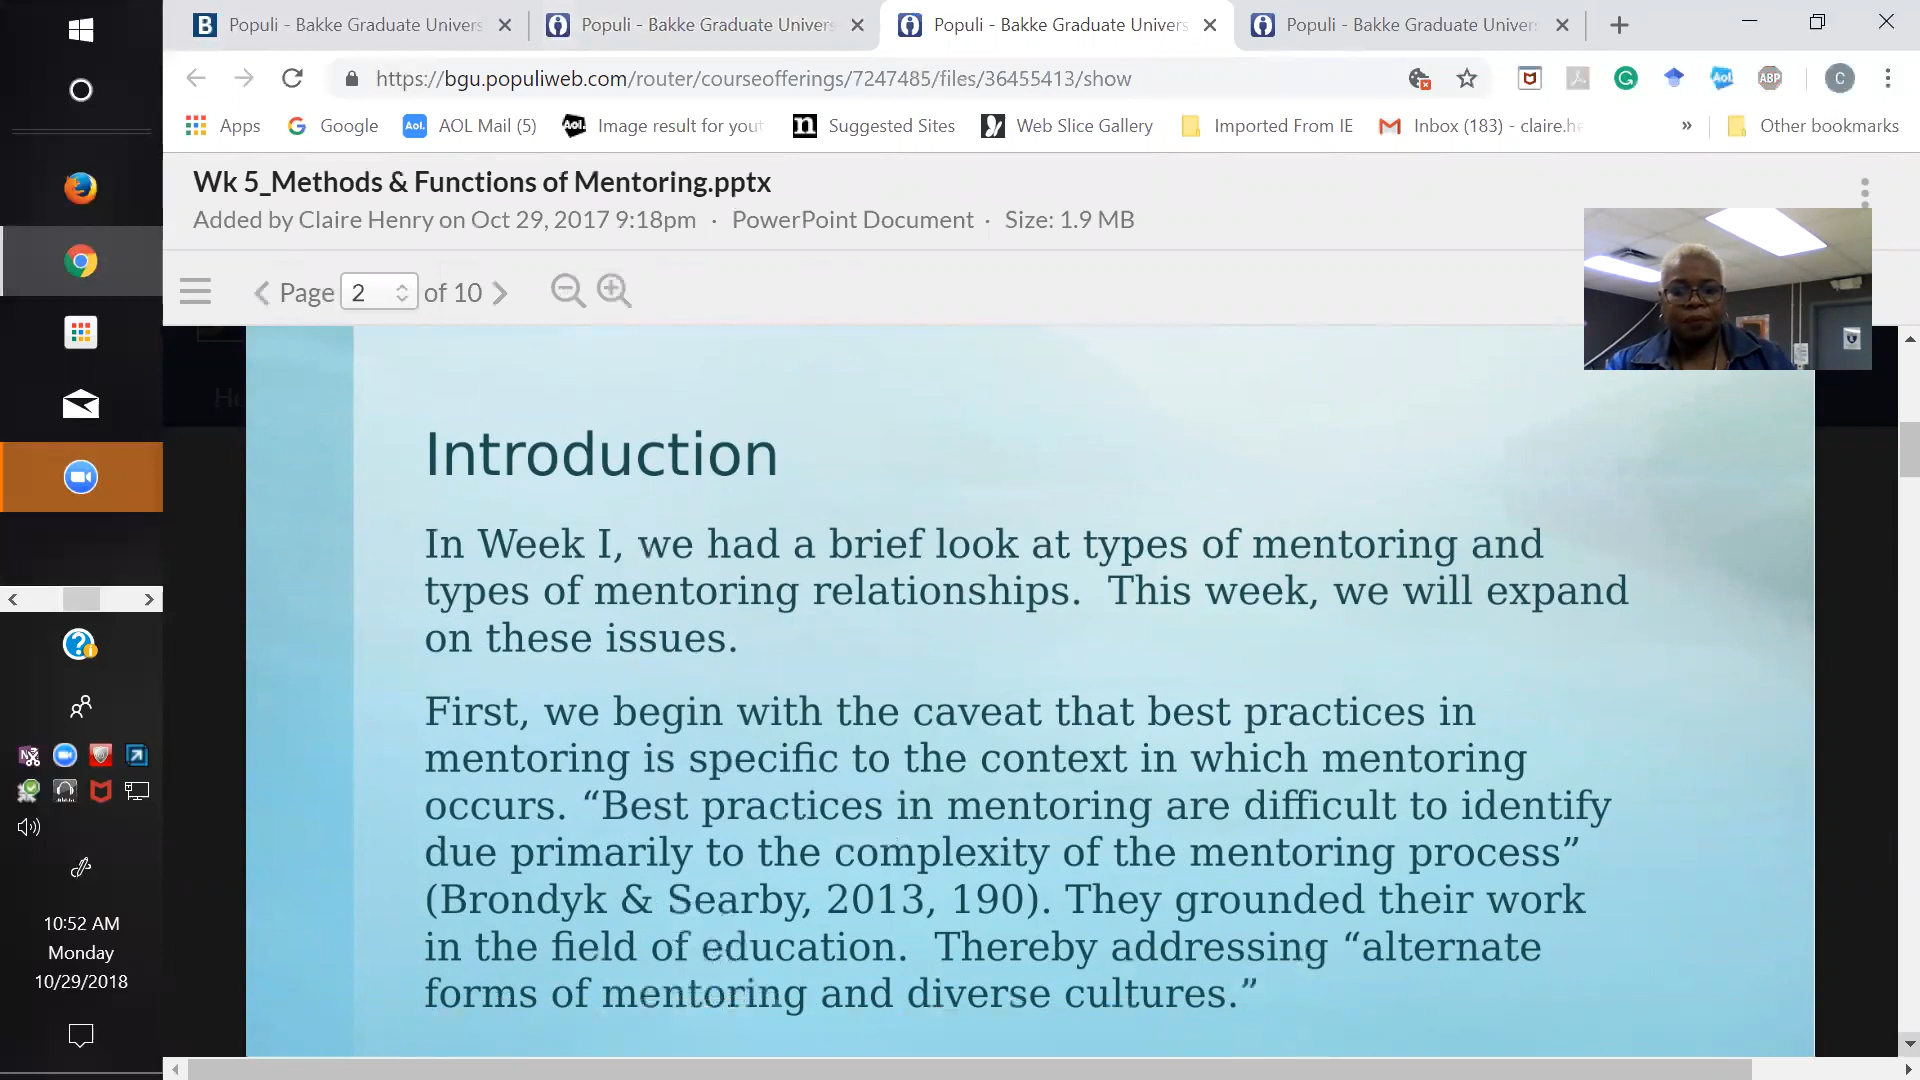 Populi - Bakke Graduate Univers
Populi - Bakke Graduate Univers
Populi - Bakke Graduate Univers
Populi - Bakke Graduate Univers
https://bgu.populiweb.com/router/courseofferings/7247485/files/36455413/show
Apps Google AOL Mail (5) Image result for yout Suggested Sites Web Slice Gallery Imported From IE Inbox (183) - claire.he » Other bookmarks
Wk 5_Methods & Functions of Mentoring.pptx
Added by Claire Henry on Oct 29, 2017 9:18pm · PowerPoint Document · Size: 1.9 MB
Page 2 of 10
Introduction
In Week I, we had a brief look at types of mentoring and
types of mentoring relationships. This week, we will expand
on these issues.
First, we begin with the caveat that best practices in
mentoring is specific to the context in which mentoring
occurs. “Best practices in mentoring are difficult to identify
due primarily to the complexity of the mentoring process”
(Brondyk & Searby, 2013, 190). They grounded their work
in the field of education. Thereby addressing “alternate
forms of mentoring and diverse cultures.”
10:52 AM
Monday
10/29/2018